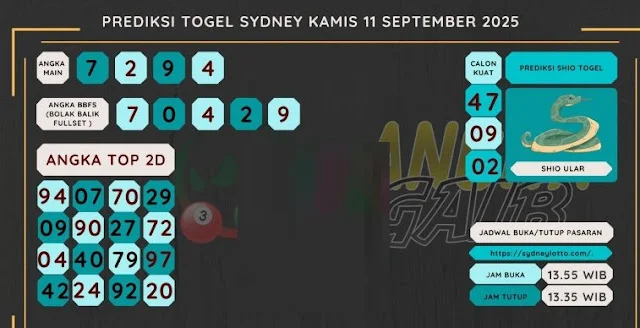 PREDIKSI TOGEL SYDNEY KAMIS 11 SEPTEMBER 2025
ANGKA
MAIN
7 2 9 4
ANGKA BBFS
(BOLAK BALIK
FULLSET )
7 0 4 2 9
ANGKA TOP 2D
94 07 70 29
09 90 27 72
04 40 79 97
42 24 92 20
3
GAIB
CALON
KUAT
47
09
02
PREDIKSI SHIO TOGEL
SHIO ULAR
JADWAL BUKA/TUTUP PASARAN
https://sydneylotto.com/.
JAM BUKA 13.55 WIB
JAM TUTUP 13.35 WIB